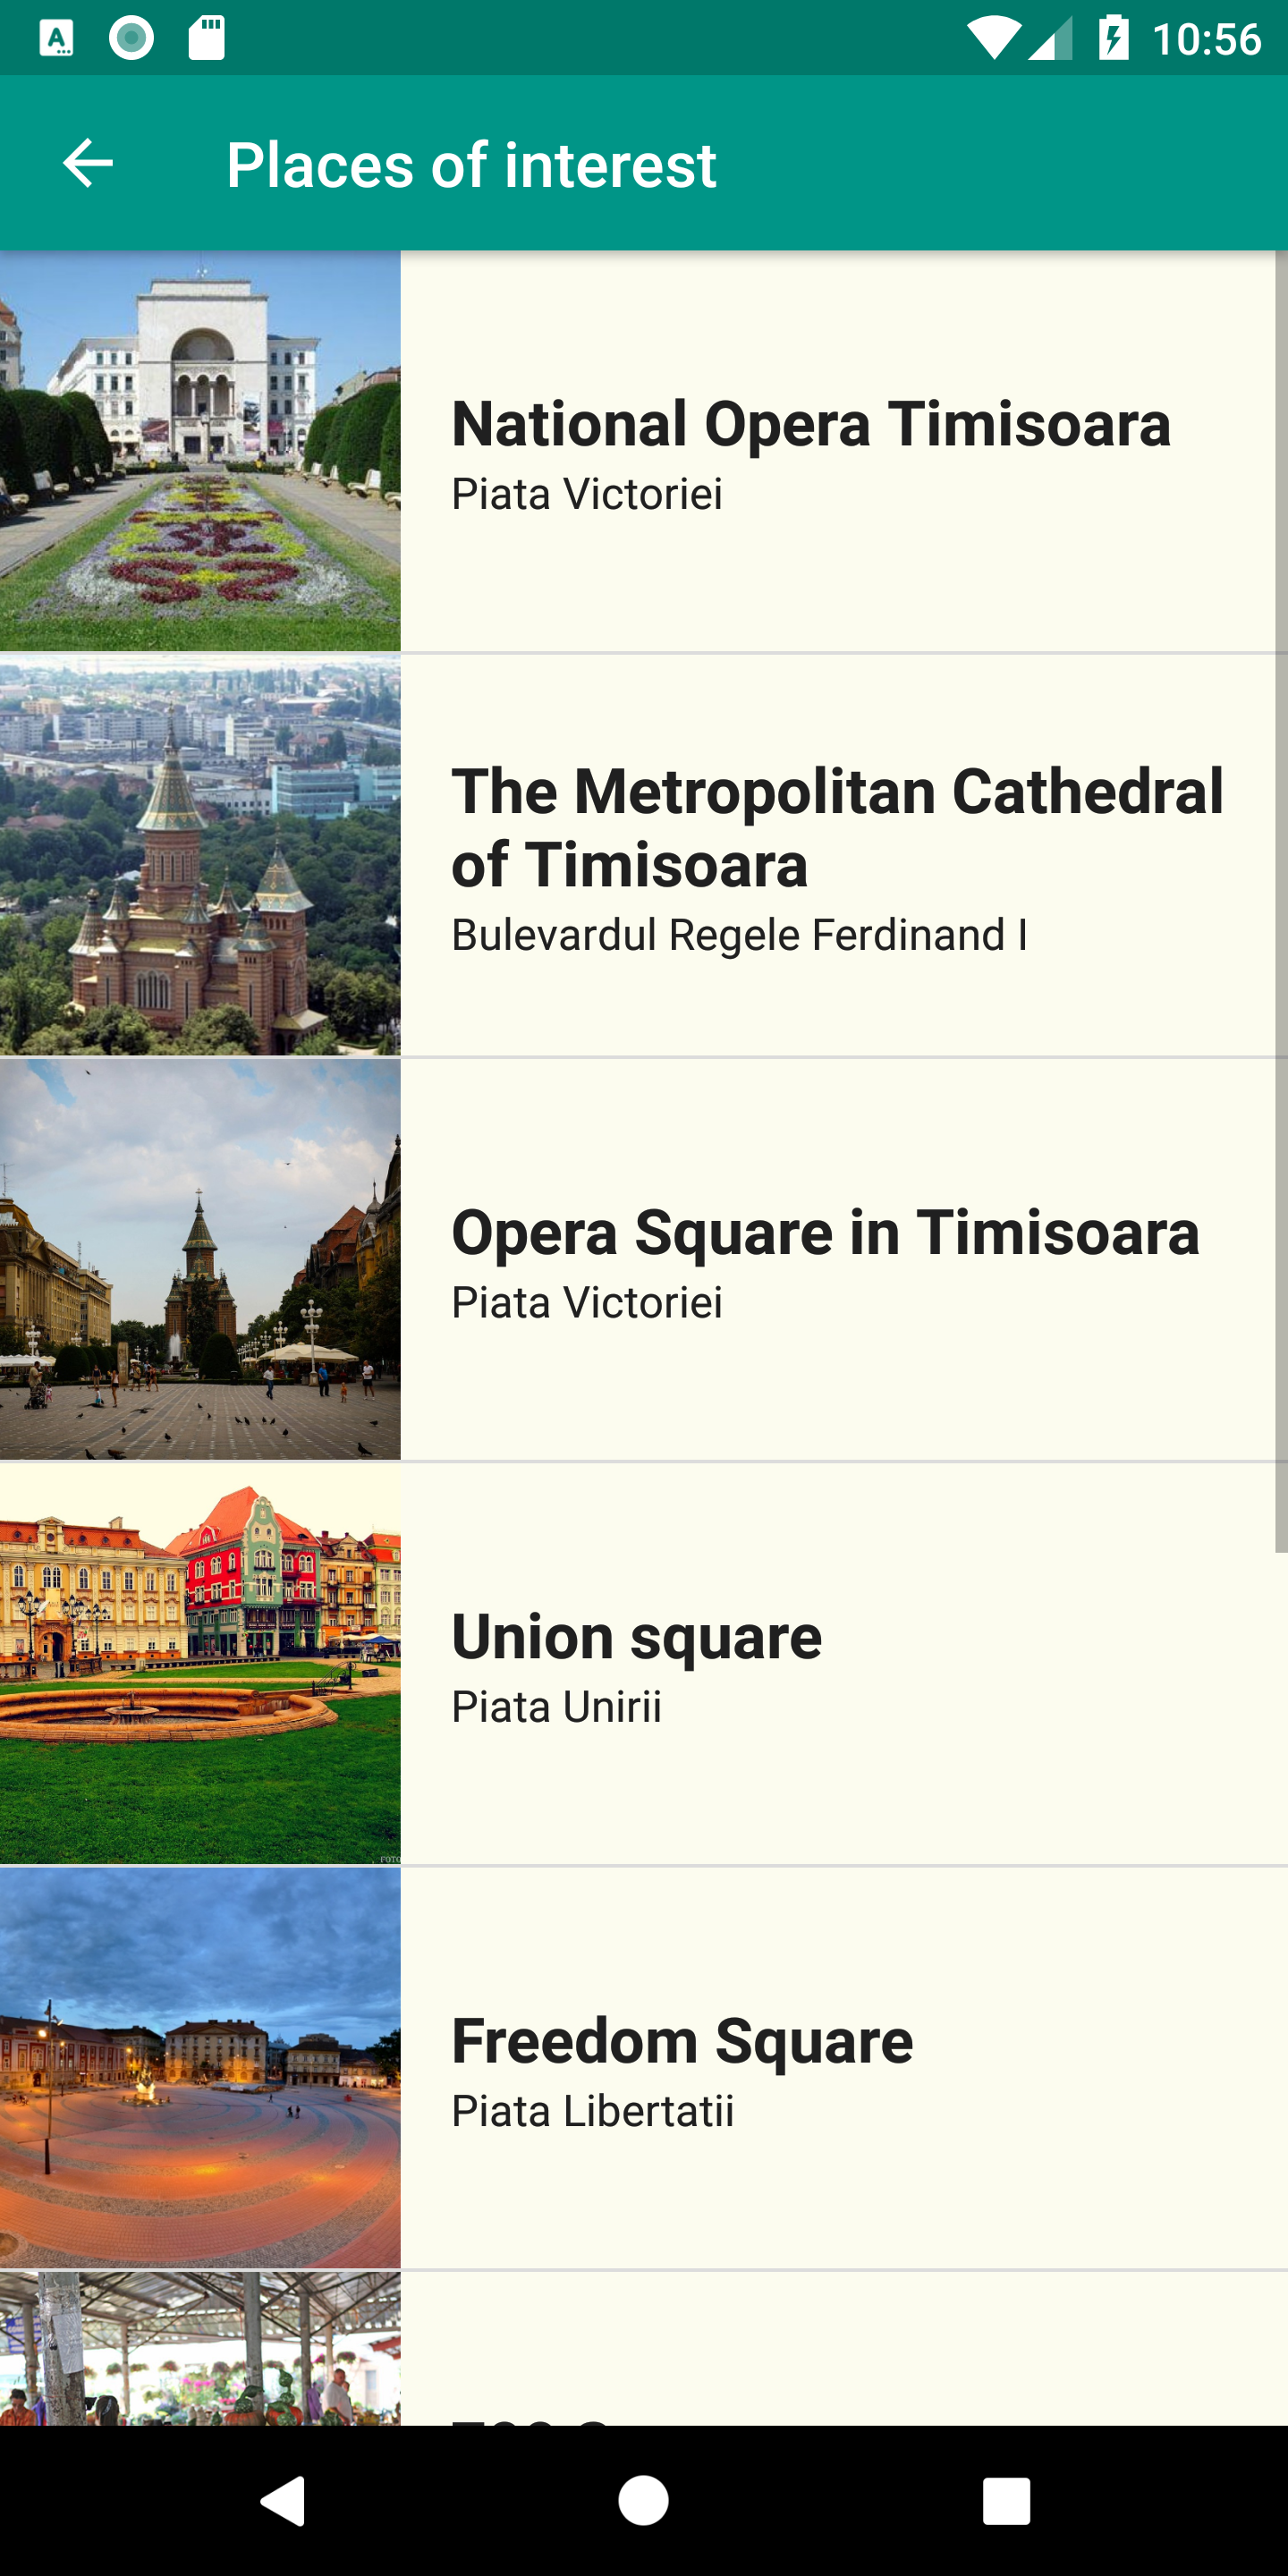 10:56
Places of interest
National Opera Timisoara
Piata Victoriei
The Metropolitan Cathedral
of Timisoara
Bulevardul Regele Ferdinand I
Opera Square in Timisoara
Piata Victoriei
Union square
Piata Unirii
Freedom Square
Piata Libertatii